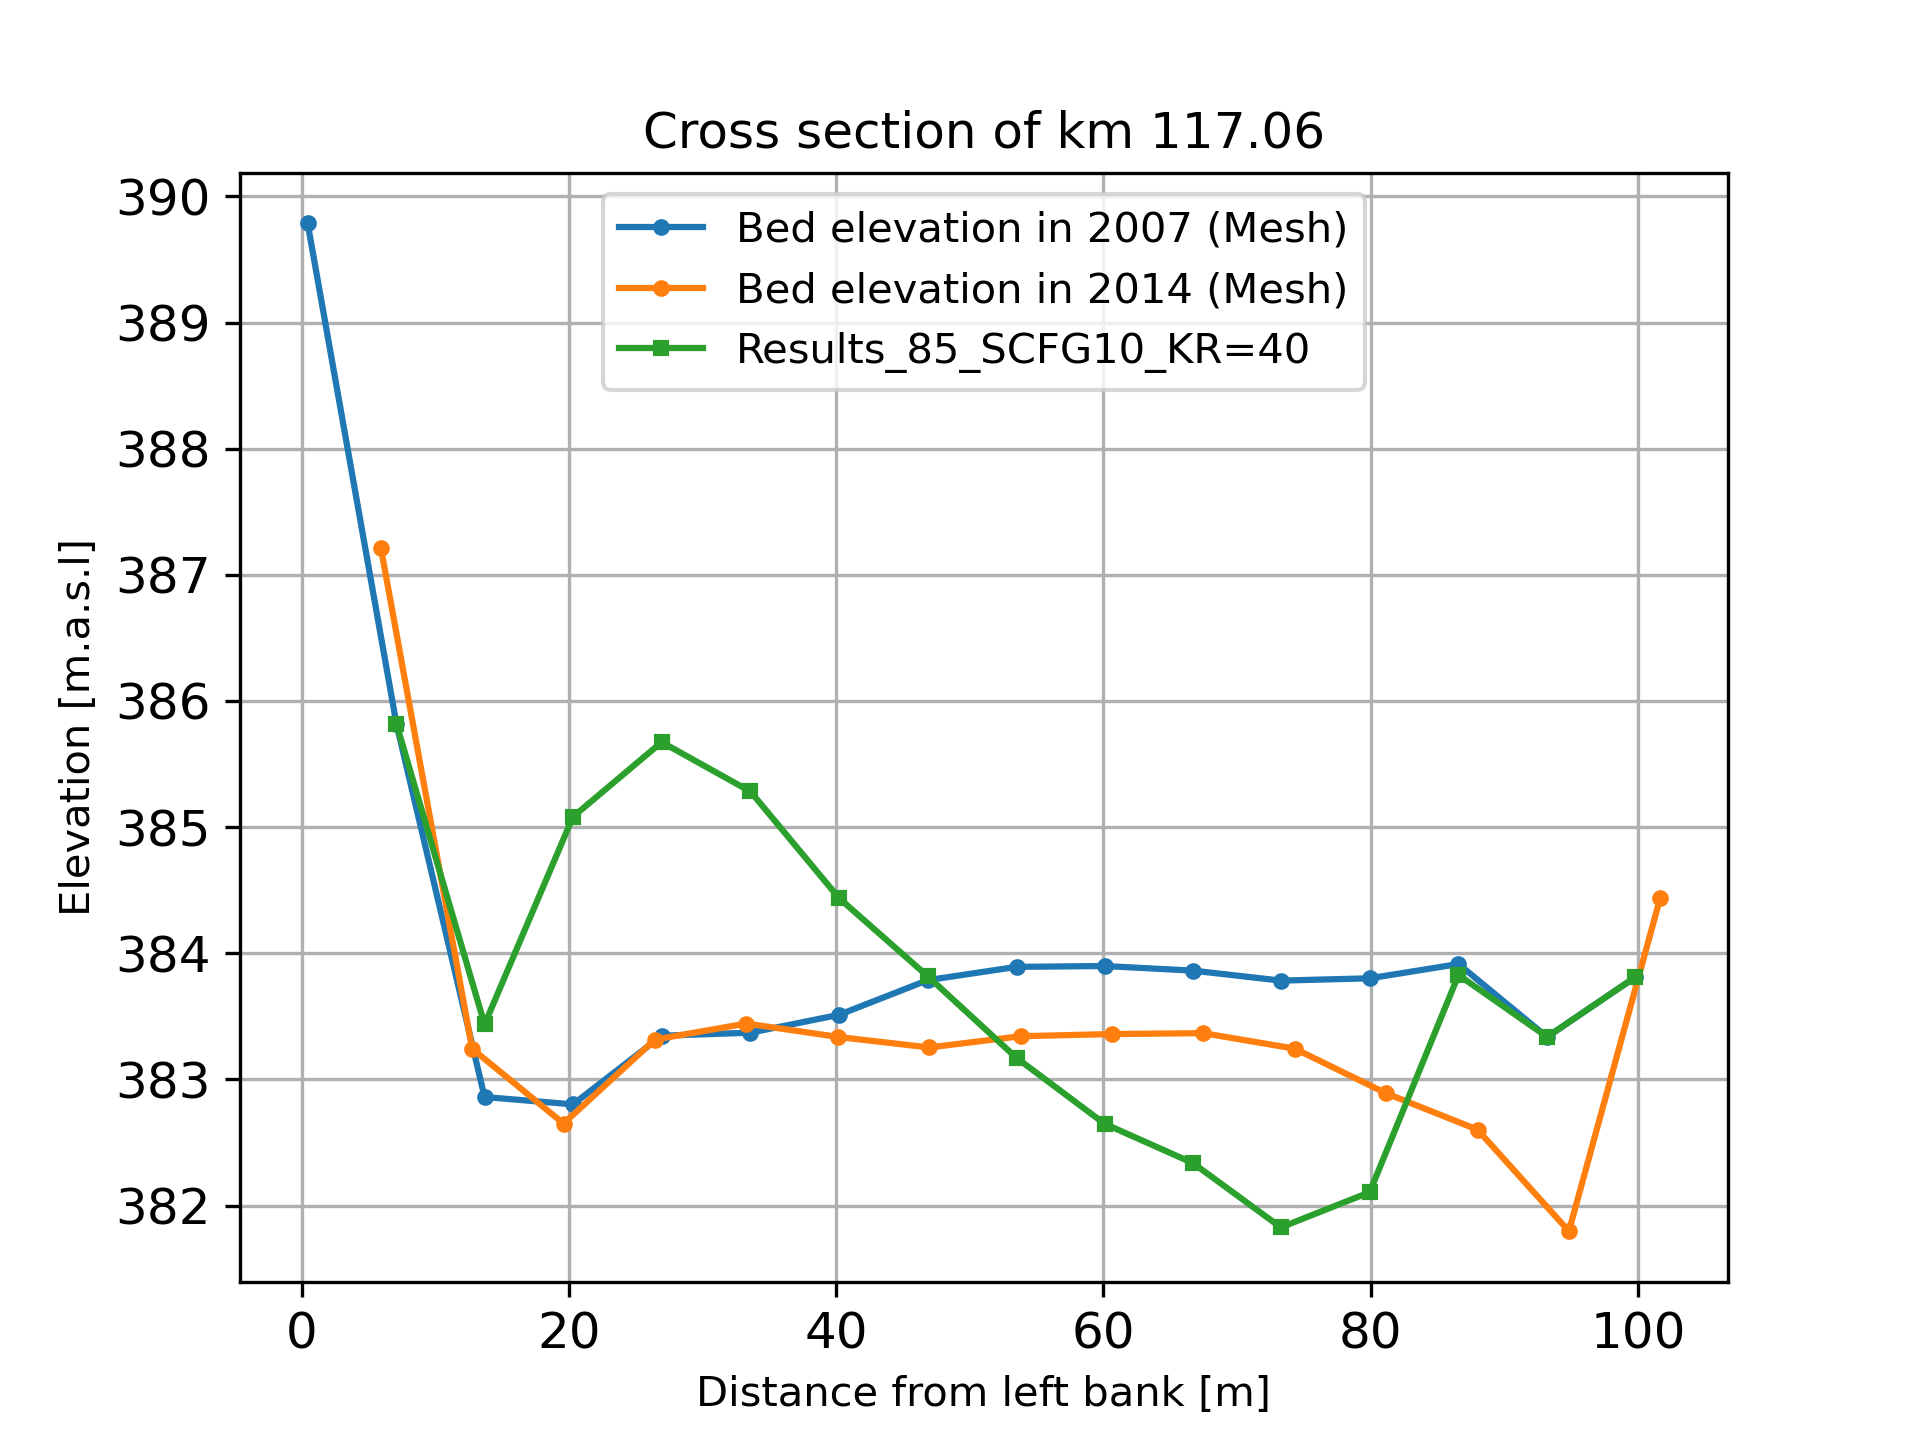 Cross section of km 117.06
Bed elevation in 2007 (Mesh)
Bed elevation in 2014 (Mesh)
Results_85_SCFG10_KR=40
Elevation [m.a.s.l]
390
389
388
387
386
385
384
383
382
0 20 40 60 80 100
Distance from left bank [m]